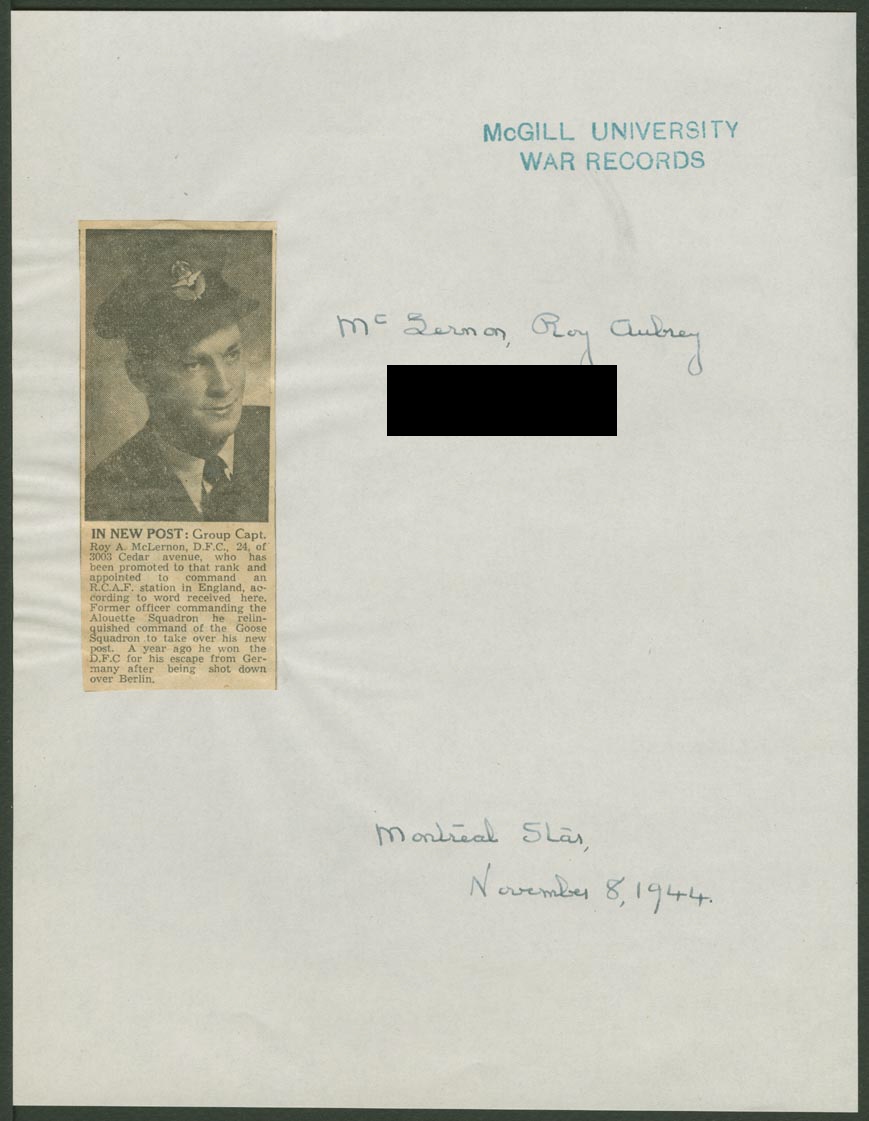 McGILL UNIVERSITY
WAR RECORDS
Mc Lernon, Roy Aubrey
IN NEW POST: Group Capt.
Roy A. McLernon, D.F.C., 24, of
3003 Cedar avenue, who has
been promoted to that rank and
appointed to command an
R.C.A.F. station in England, ac-
cording to word received here.
Former officer commanding the
Alouette Squadron he relin-
quished command of the Goose
Squadron to take over his new
post. A year ago he won the
D.F.C for his escape from Ger-
many after being shot down
over Berlin.
Montreal Star,
November 8, 1944.